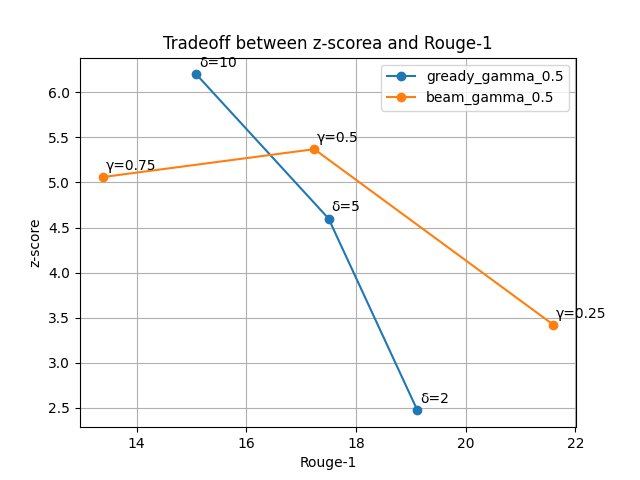 Tradeoff between z-scorea and Rouge-1
gready_gamma_0.5
beam_gamma_0.5
δ=10
γ=0.5
γ=0.75
δ=5
γ=0.25
δ=2
z-score
6.0
5.5
5.0
4.5
4.0
3.5
3.0
2.5
14 16 18 20 22
Rouge-1